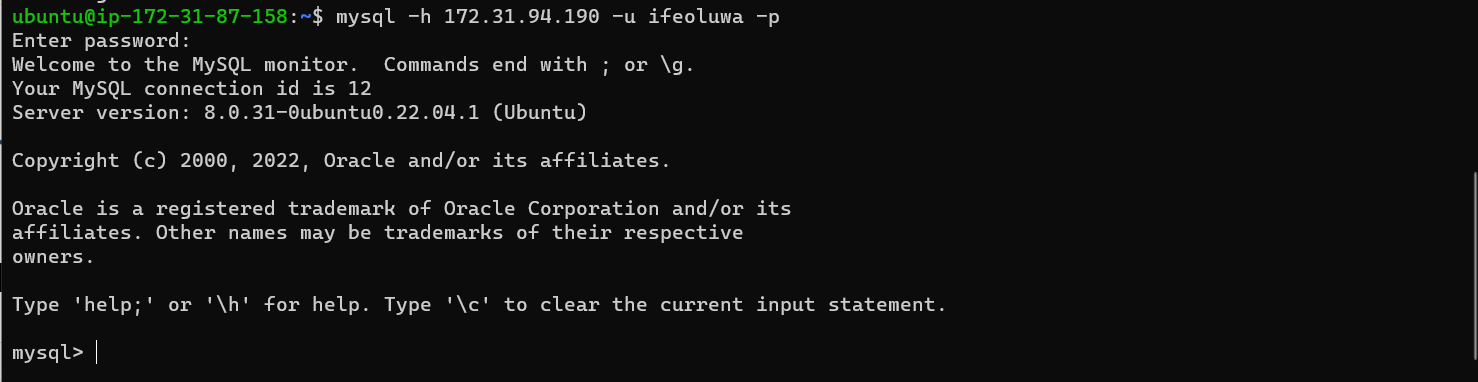 ubuntu@ip-172-31-87-158:~$ mysql -h 172.31.94.190 -u ifeoluwa -p
Enter password:
Welcome to the MySQL monitor.  Commands end with ; or \g.
Your MySQL connection id is 12
Server version: 8.0.31-0ubuntu0.22.04.1 (Ubuntu)
Copyright (c) 2000, 2022, Oracle and/or its affiliates.
Oracle is a registered trademark of Oracle Corporation and/or its
affiliates. Other names may be trademarks of their respective
owners.
Type 'help;' or '\h' for help. Type '\c' to clear the current input statement.
mysql>